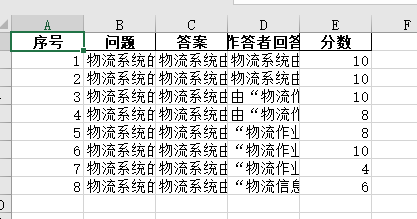 A B C D E F
序号 问题 答案 作答者回答 分数
1 物流系统的 物流系统由 物流系统由 10
2 物流系统的 物流系统由 物流系统由 10
3 物流系统的 物流系统由 由“物流作 10
4 物流系统的 物流系统由 由“物流作 8
5 物流系统的 物流系统由 “物流作业 8
6 物流系统的 物流系统由 “物流作业 10
7 物流系统的 物流系统由 “物流作业 4
8 物流系统的 物流系统由 “物流信息 6